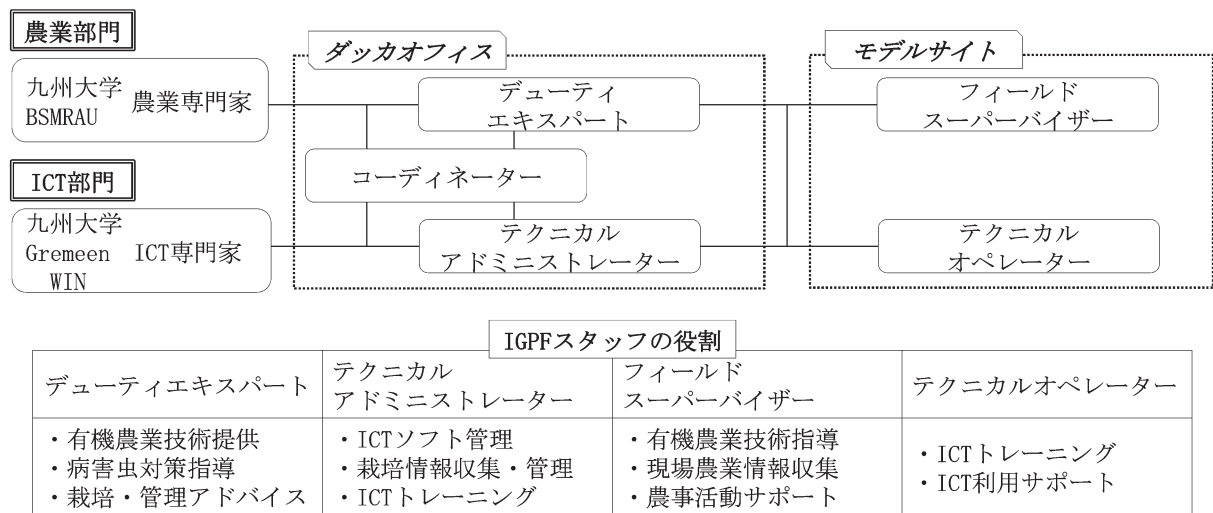 農業部門
九州大学
BSMRAU 農業専門家
ICT部門
九州大学
Gremeen ICT専門家
WIN
ダッカオフィス
デューティ
エキスパート
コーディネーター
テクニカル
アドミニストレーター
モデルサイト
フィールド
スーパーバイザー
テクニカル
オペレーター
IGPFスタッフの役割
デューティエキスパート
テクニカル
アドミニストレーター
フィールド
スーパーバイザー
テクニカルオペレーター
・有機農業技術提供
・病害虫対策指導
・栽培・管理アドバイス
・ICTソフト管理
・栽培情報収集・管理
・ICTトレーニング
・有機農業技術指導
・現場農業情報収集
・農事活動サポート
・ICTトレーニング
・ICT利用サポート